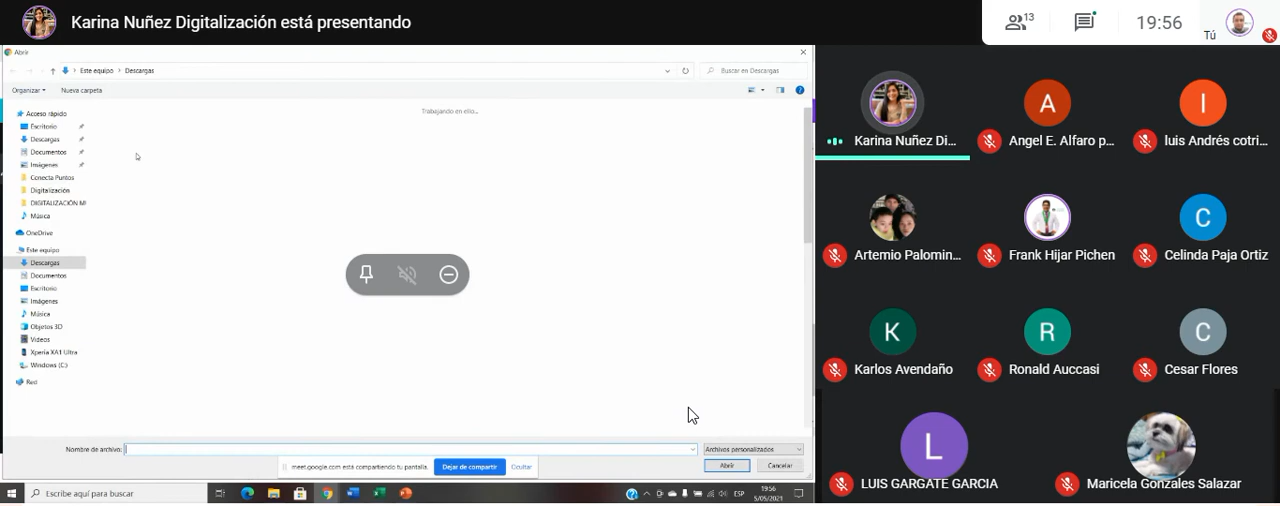 Karina Nuñez Digitalización está presentando
13
19:56
Tú
Abrir
Este equipo > Descargas
Buscar en Descargas
Organizar
Nueva carpeta
Trabajando en ello...
Acceso rápido
Escritorio
Descargas
Documentos
Imágenes
Conecta Puntos
Digitalización
DIGITALIZACIÓN M
Música
OneDrive
Este equipo
Descargas
Documentos
Escritorio
Imágenes
Música
Objetos 3D
Vídeos
Xperia XA1 Ultra
Windows (C:)
Red
Nombre de archivo:
Archivos personalizados
Abrir
Cancelar
meet.google.com está compartiendo tu pantalla.
Dejar de compartir
Ocultar
Escribe aquí para buscar
ESP
19:56
5/05/2021
Karina Nuñez Di...
A
Angel E. Alfaro p...
I
luis Andrés cotri...
Artemio Palomin...
Frank Hijar Pichen
C
Celinda Paja Ortiz
K
Karlos Avendaño
R
Ronald Auccasi
C
Cesar Flores
L
LUIS GARGATE GARCIA
Maricela Gonzales Salazar